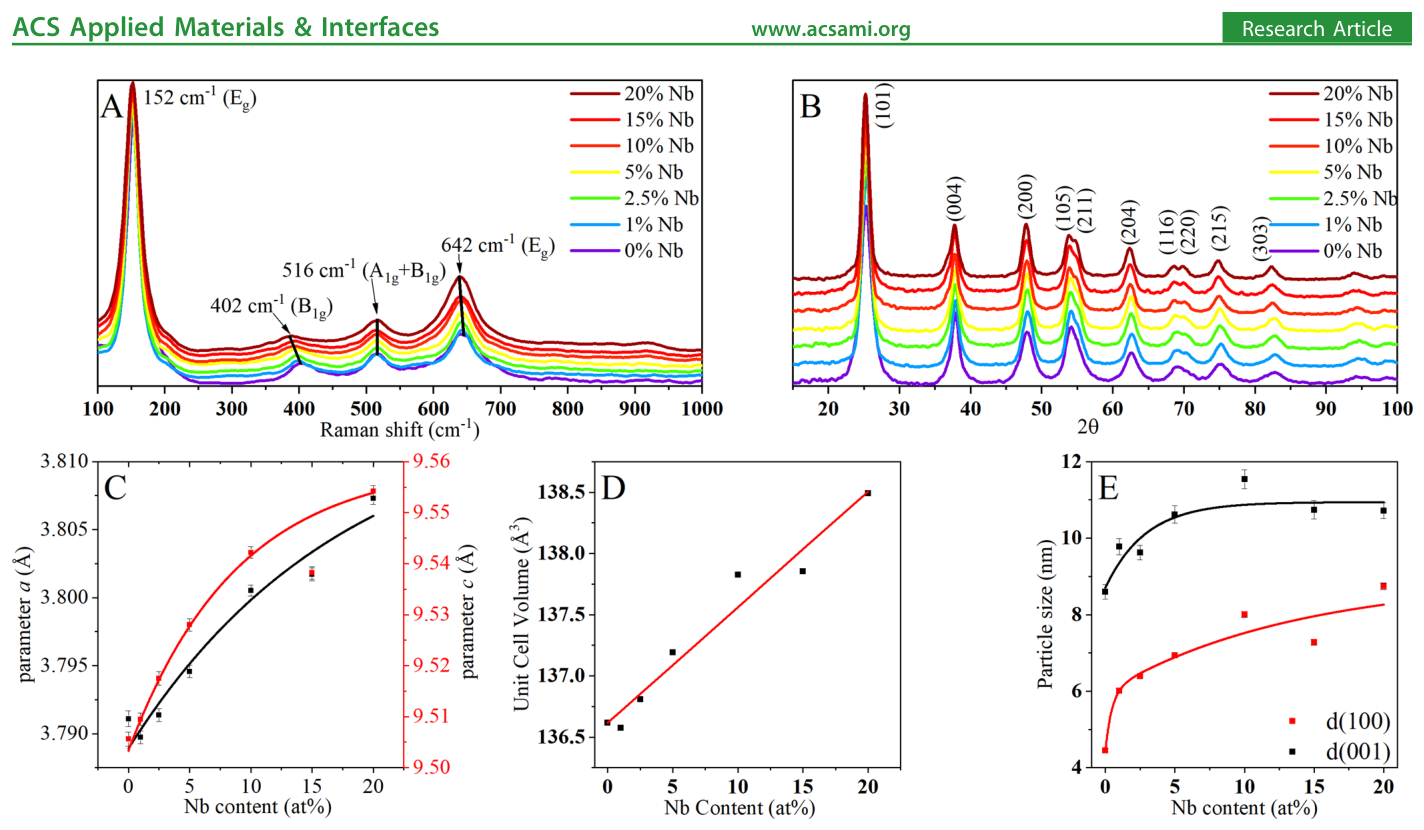 ACS Applied Materials & Interfaces www.acsami.org Research Article
A
152 cm-1 (Eg)
402 cm-1 (B1g)
516 cm-1 (A1g+B1g)
642 cm-1 (Eg)
20% Nb
15% Nb
10% Nb
5% Nb
2.5% Nb
1% Nb
0% Nb
100 200 300 400 500 600 700 800 900 1000
Raman shift (cm-1)
B
(101)
(004)
(200)
(105)
(211)
(204)
(116)
(220)
(215)
(303)
20% Nb
15% Nb
10% Nb
5% Nb
2.5% Nb
1% Nb
0% Nb
20 30 40 50 60 70 80 90 100
2θ
C
parameter a (Å)
3.810
3.805
3.800
3.795
3.790
9.56
9.55
9.54
9.53
9.52
9.51
9.50
parameter c (Å)
0 5 10 15 20
Nb content (at%)
D
Unit Cell Volume (Å3)
138.5
138.0
137.5
137.0
136.5
0 5 10 15 20
Nb Content (at%)
E
Particle size (nm)
12
10
8
6
4
d(100)
d(001)
0 5 10 15 20
Nb content (at%)